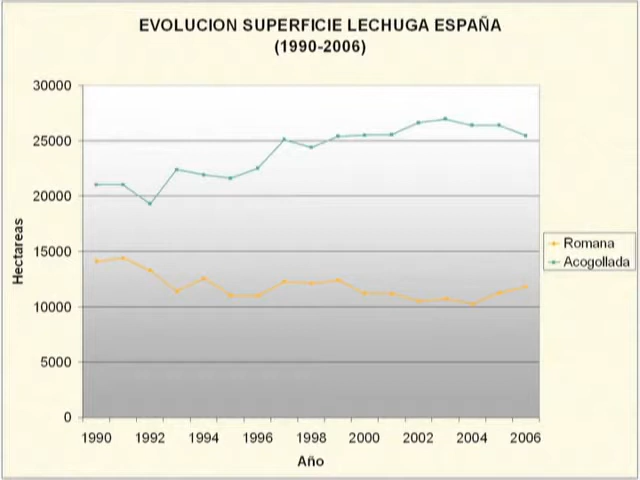 EVOLUCION SUPERFICIE LECHUGA ESPAÑA
(1990-2006)
30000
25000
20000
15000
10000
5000
0
Hectareas
1990 1992 1994 1996 1998 2000 2002 2004 2006
Año
Romana
Acogollada